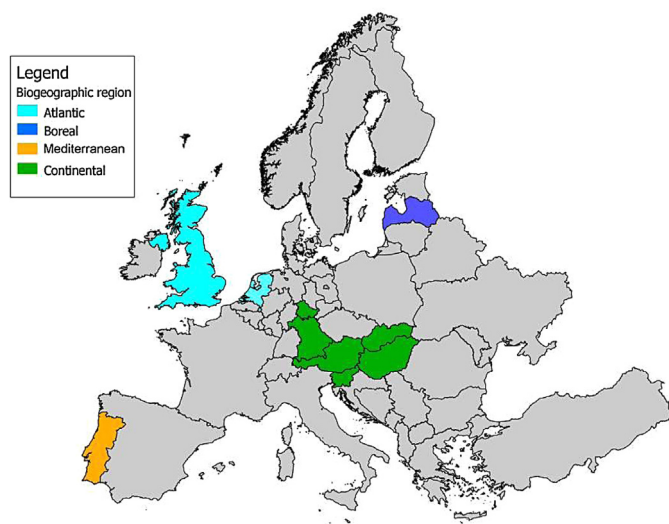 Legend
Biogeographic region
Atlantic
Boreal
Mediterranean
Continental